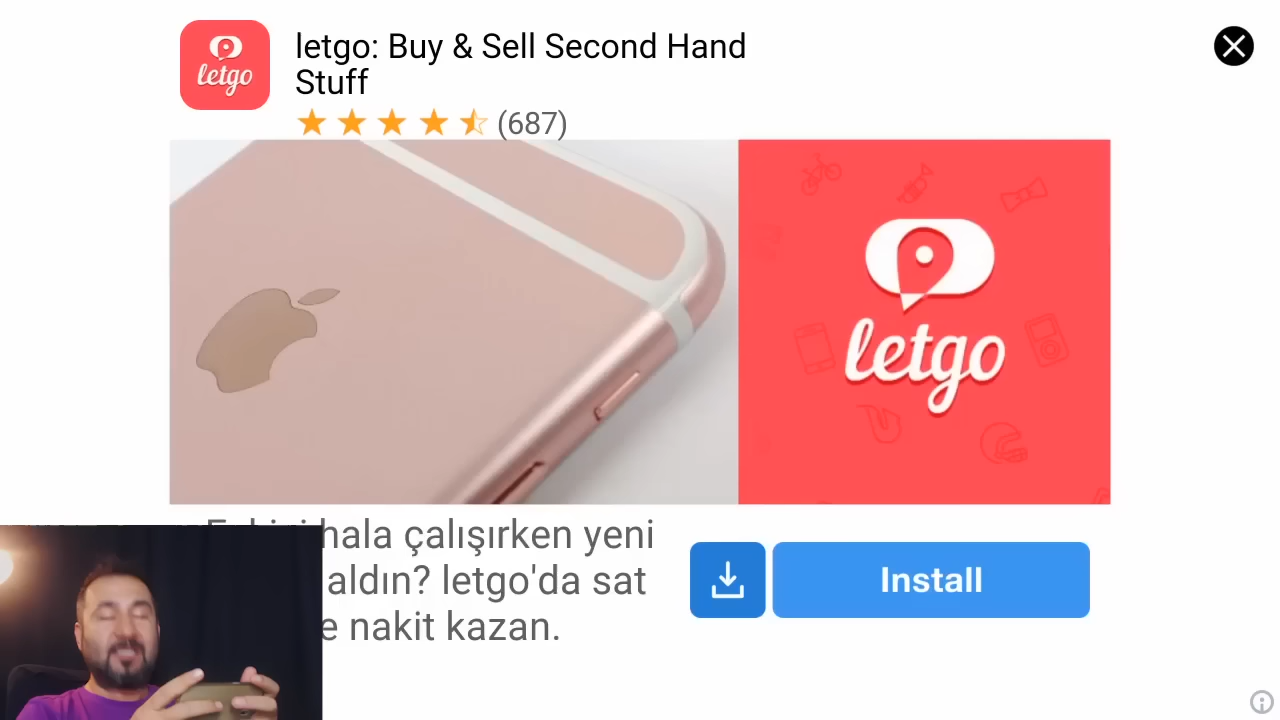 letgo
letgo: Buy & Sell Second Hand
Stuff
(687)
letgo
hala çalışırken yeni
aldın? letgo'da sat
nakit kazan.
Install